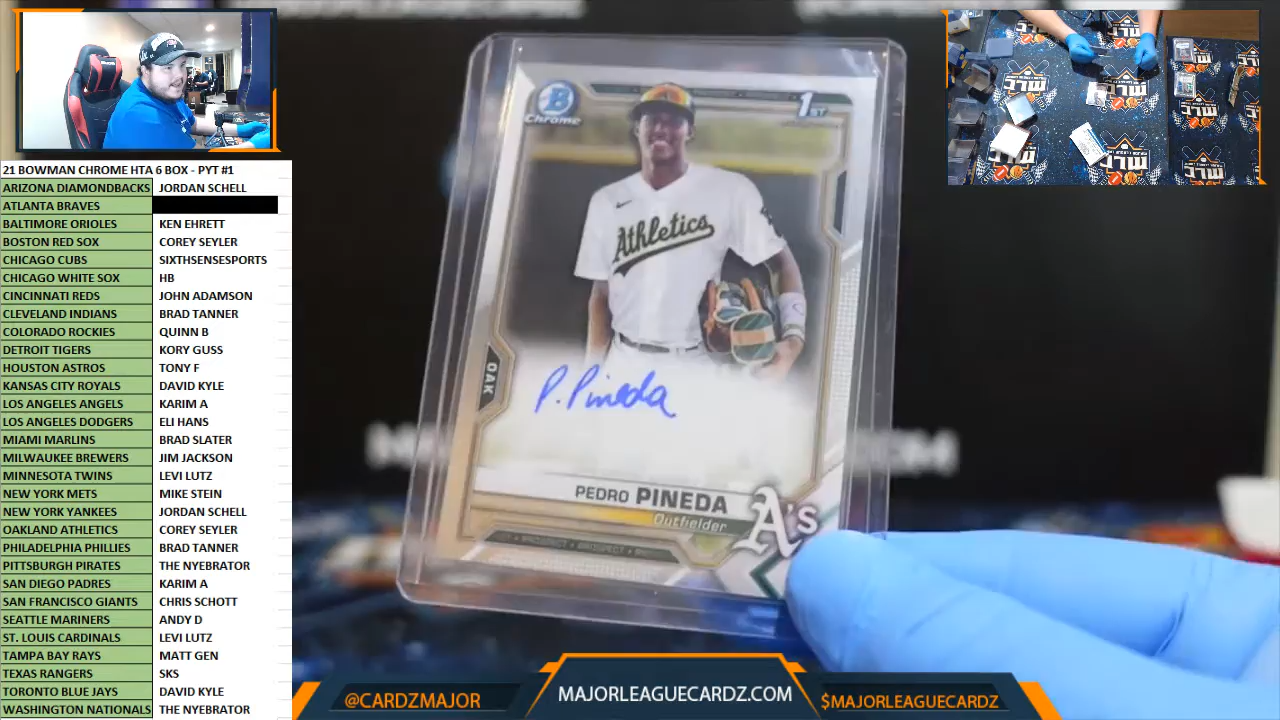 21 BOWMAN CHROME HTA 6 BOX - PYT #1
ARIZONA DIAMONDBACKS JORDAN SCHELL
ATLANTA BRAVES
BALTIMORE ORIOLES KEN EHRETT
BOSTON RED SOX COREY SEYLER
CHICAGO CUBS SIXTHSENSESPORTS
CHICAGO WHITE SOX HB
CINCINNATI REDS JOHN ADAMSON
CLEVELAND INDIANS BRAD TANNER
COLORADO ROCKIES QUINN B
DETROIT TIGERS KORY GUSS
HOUSTON ASTROS TONY F
KANSAS CITY ROYALS DAVID KYLE
LOS ANGELES ANGELS KARIM A
LOS ANGELES DODGERS ELI HANS
MIAMI MARLINS BRAD SLATER
MILWAUKEE BREWERS JIM JACKSON
MINNESOTA TWINS LEVI LUTZ
NEW YORK METS MIKE STEIN
NEW YORK YANKEES JORDAN SCHELL
OAKLAND ATHLETICS COREY SEYLER
PHILADELPHIA PHILLIES BRAD TANNER
PITTSBURGH PIRATES THE NYEBRATOR
SAN DIEGO PADRES KARIM A
SAN FRANCISCO GIANTS CHRIS SCHOTT
SEATTLE MARINERS ANDY D
ST. LOUIS CARDINALS LEVI LUTZ
TAMPA BAY RAYS MATT GEN
TEXAS RANGERS SKS
TORONTO BLUE JAYS DAVID KYLE
WASHINGTON NATIONALS THE NYEBRATOR
B
Chrome
1ST
Athletics
OAK
P. Pineda
PEDRO PINEDA
Outfielder
A's
PROSPECT PROSPECT
MLC
MLC
MLC
MLC
MLC
@CARDZMAJOR
MAJORLEAGUECARDZ.COM
$MAJORLEAGUECARDZ